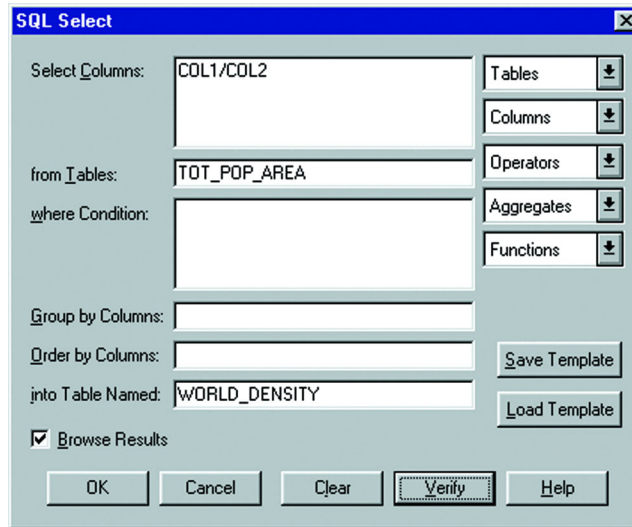 SQL Select
Select Columns: COL1/COL2
Tables
Columns
from Tables: TOT_POP_AREA
Operators
where Condition:
Aggregates
Functions
Group by Columns:
Order by Columns:
Save Template
into Table Named: WORLD_DENSITY
Load Template
Browse Results
OK Cancel Clear Verify Help